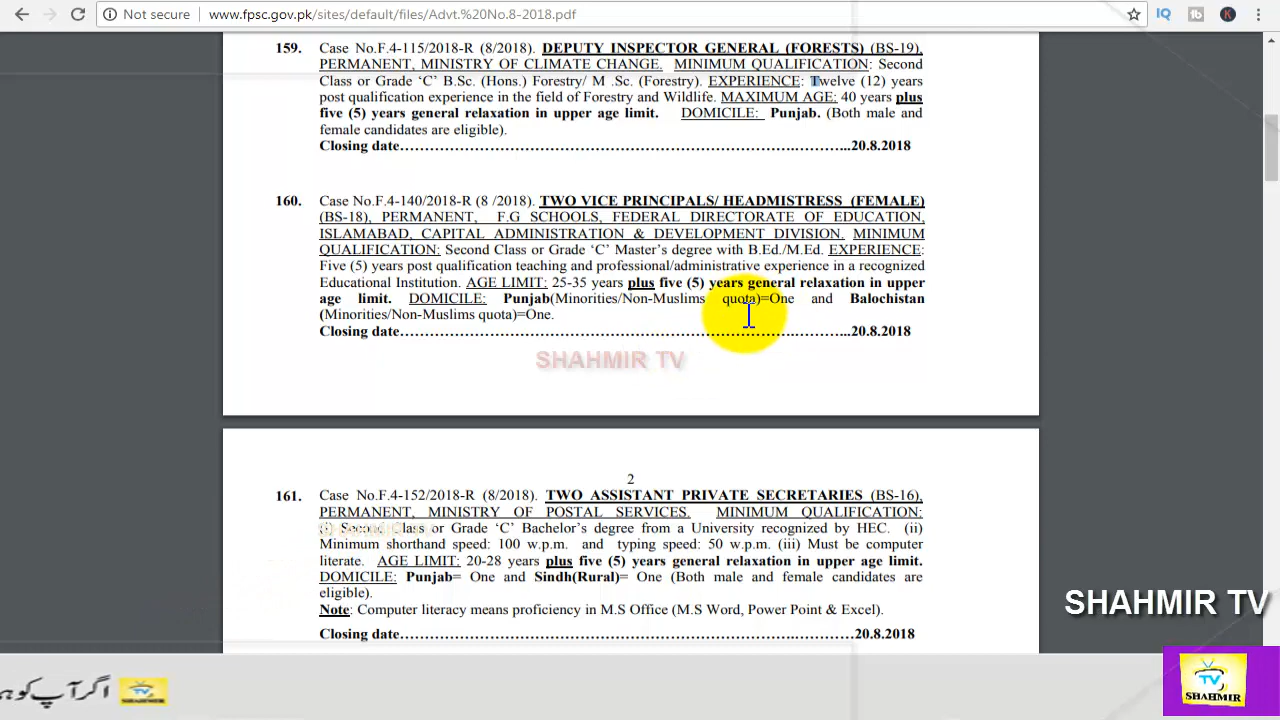 Not secure | www.fpsc.gov.pk/sites/default/files/Advt.%20No.8-2018.pdf
159. Case No.F.4-115/2018-R (8/2018). DEPUTY INSPECTOR GENERAL (FORESTS) (BS-19),
PERMANENT, MINISTRY OF CLIMATE CHANGE. MINIMUM QUALIFICATION: Second
Class or Grade ‘C’ B.Sc. (Hons.) Forestry/ M .Sc. (Forestry). EXPERIENCE: Twelve (12) years
post qualification experience in the field of Forestry and Wildlife. MAXIMUM AGE: 40 years plus
five (5) years general relaxation in upper age limit. DOMICILE: Punjab. (Both male and
female candidates are eligible).
Closing date……………………………………………………………………….………...20.8.2018
160. Case No.F.4-140/2018-R (8 /2018). TWO VICE PRINCIPALS/ HEADMISTRESS (FEMALE)
(BS-18), PERMANENT, F.G SCHOOLS, FEDERAL DIRECTORATE OF EDUCATION,
ISLAMABAD, CAPITAL ADMINISTRATION & DEVELOPMENT DIVISION. MINIMUM
QUALIFICATION: Second Class or Grade ‘C’ Master’s degree with B.Ed./M.Ed. EXPERIENCE:
Five (5) years post qualification teaching and professional/administrative experience in a recognized
Educational Institution. AGE LIMIT: 25-35 years plus five (5) years general relaxation in upper
age limit. DOMICILE: Punjab(Minorities/Non-Muslims quota)=One and Balochistan
(Minorities/Non-Muslims quota)=One.
Closing date……………………………………………………………………….………...20.8.2018
SHAHMIR TV
2
161. Case No.F.4-152/2018-R (8/2018). TWO ASSISTANT PRIVATE SECRETARIES (BS-16),
PERMANENT, MINISTRY OF POSTAL SERVICES. MINIMUM QUALIFICATION:
(i) Second Class or Grade ‘C’ Bachelor’s degree from a University recognized by HEC. (ii)
Minimum shorthand speed: 100 w.p.m. and typing speed: 50 w.p.m. (iii) Must be computer
literate. AGE LIMIT: 20-28 years plus five (5) years general relaxation in upper age limit.
DOMICILE: Punjab= One and Sindh(Rural)= One (Both male and female candidates are
eligible).
Note: Computer literacy means proficiency in M.S Office (M.S Word, Power Point & Excel).
Closing date……………………………………………………………………….…………20.8.2018
SHAHMIR TV
اگر آپ کو
TV
SHAHMIR